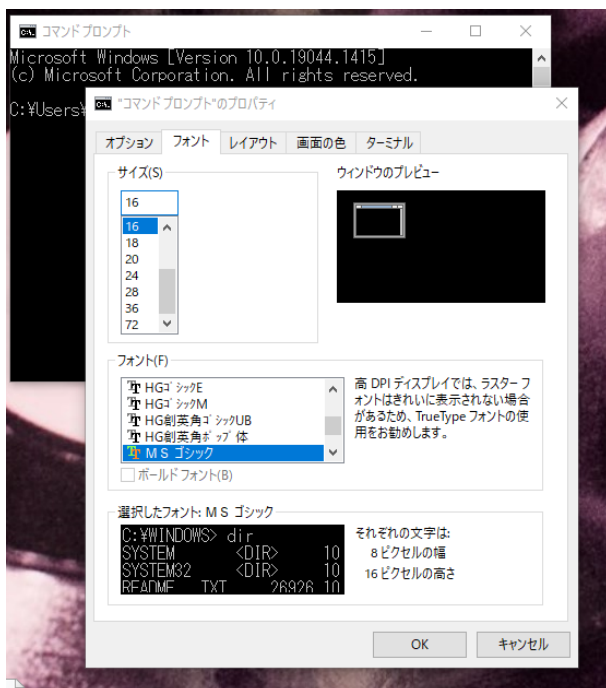 コマンド プロンプト
Microsoft Windows [Version 10.0.19044.1415]
(c) Microsoft Corporation. All rights reserved.
C:¥Users¥
"コマンド プロンプト"のプロパティ
オプション フォント レイアウト 画面の色 ターミナル
サイズ(S)
16
16
18
20
24
28
36
72
ウィンドウのプレビュー
フォント(F)
HGｺﾞｼｯｸE
HGｺﾞｼｯｸM
HG創英角ｺﾞｼｯｸUB
HG創英角ﾎﾟｯﾌﾟ体
ＭＳ ゴシック
ボールド フォント(B)
高 DPI ディスプレイでは、ラスター フ
ォントはきれいに表示されない場合
があるため、TrueType フォントの使
用をお勧めします。
選択したフォント: ＭＳ ゴシック
C:¥WINDOWS> dir
SYSTEM <DIR> 10
SYSTEM32 <DIR> 10
README TXT 26926 10
それぞれの文字は:
8 ピクセルの幅
16 ピクセルの高さ
OK キャンセル